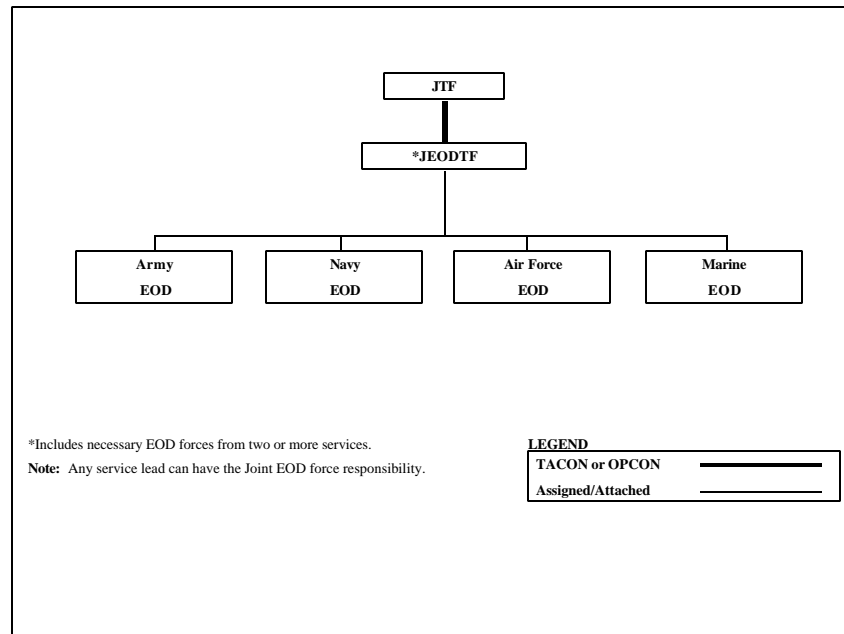 JTF
*JEODTF
Army
EOD
Navy
EOD
Air Force
EOD
Marine
EOD
*Includes necessary EOD forces from two or more services.
Note: Any service lead can have the Joint EOD force responsibility.
LEGEND
TACON or OPCON
Assigned/Attached